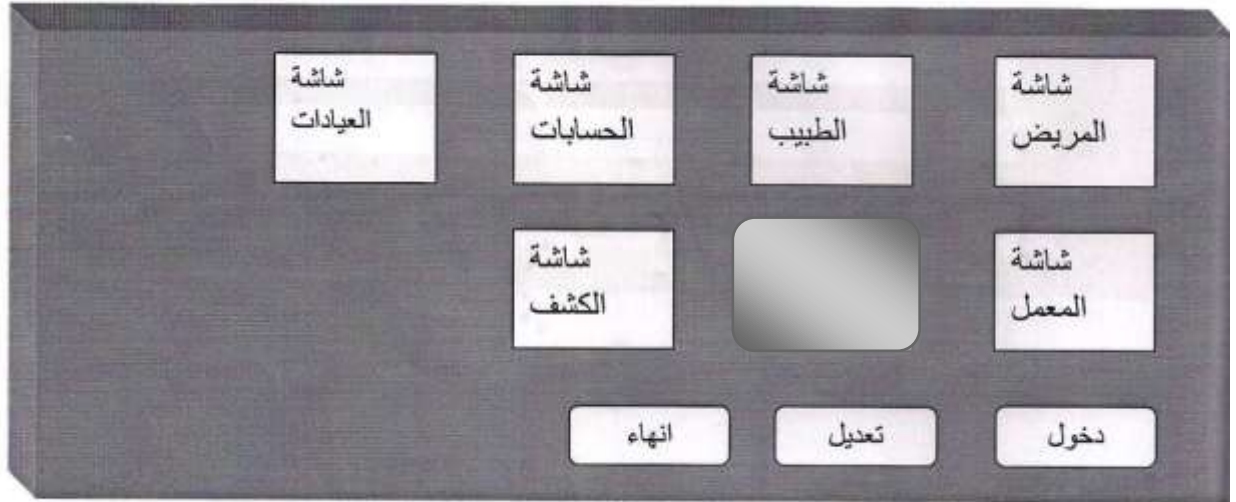 شاشة
المريض
شاشة
الطبيب
شاشة
الحسابات
شاشة
العيادات
شاشة
المعمل
شاشة
الكشف
دخول
تعديل
انهاء